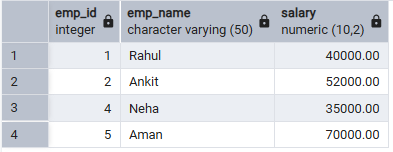 emp_id integer emp_name character varying (50) salary numeric (10,2)
1 1 Rahul 40000.00
2 2 Ankit 52000.00
3 4 Neha 35000.00
4 5 Aman 70000.00